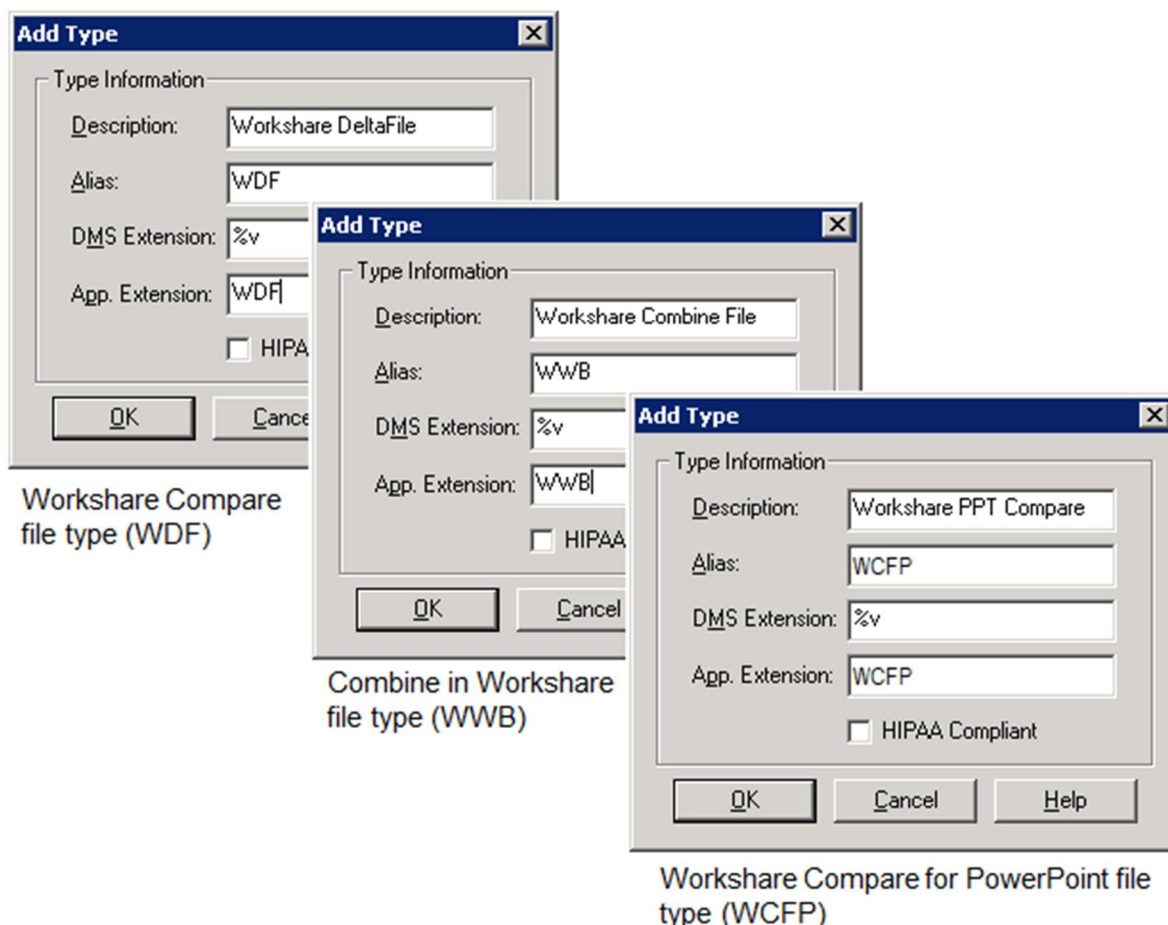 Add Type
Type Information
Description: Workshare DeltaFile
Alias: WDF
DMS Extension: %v
App. Extension: WDF
HIPA
OK Cance
Workshare Compare
file type (WDF)
Add Type
Type Information
Description: Workshare Combine File
Alias: WWB
DMS Extension: %v
App. Extension: WWB
HIPAA
OK Cancel
Combine in Workshare
file type (WWB)
Add Type
Type Information
Description: Workshare PPT Compare
Alias: WCFP
DMS Extension: %v
App. Extension: WCFP
HIPAA Compliant
OK Cancel Help
Workshare Compare for PowerPoint file
type (WCFP)